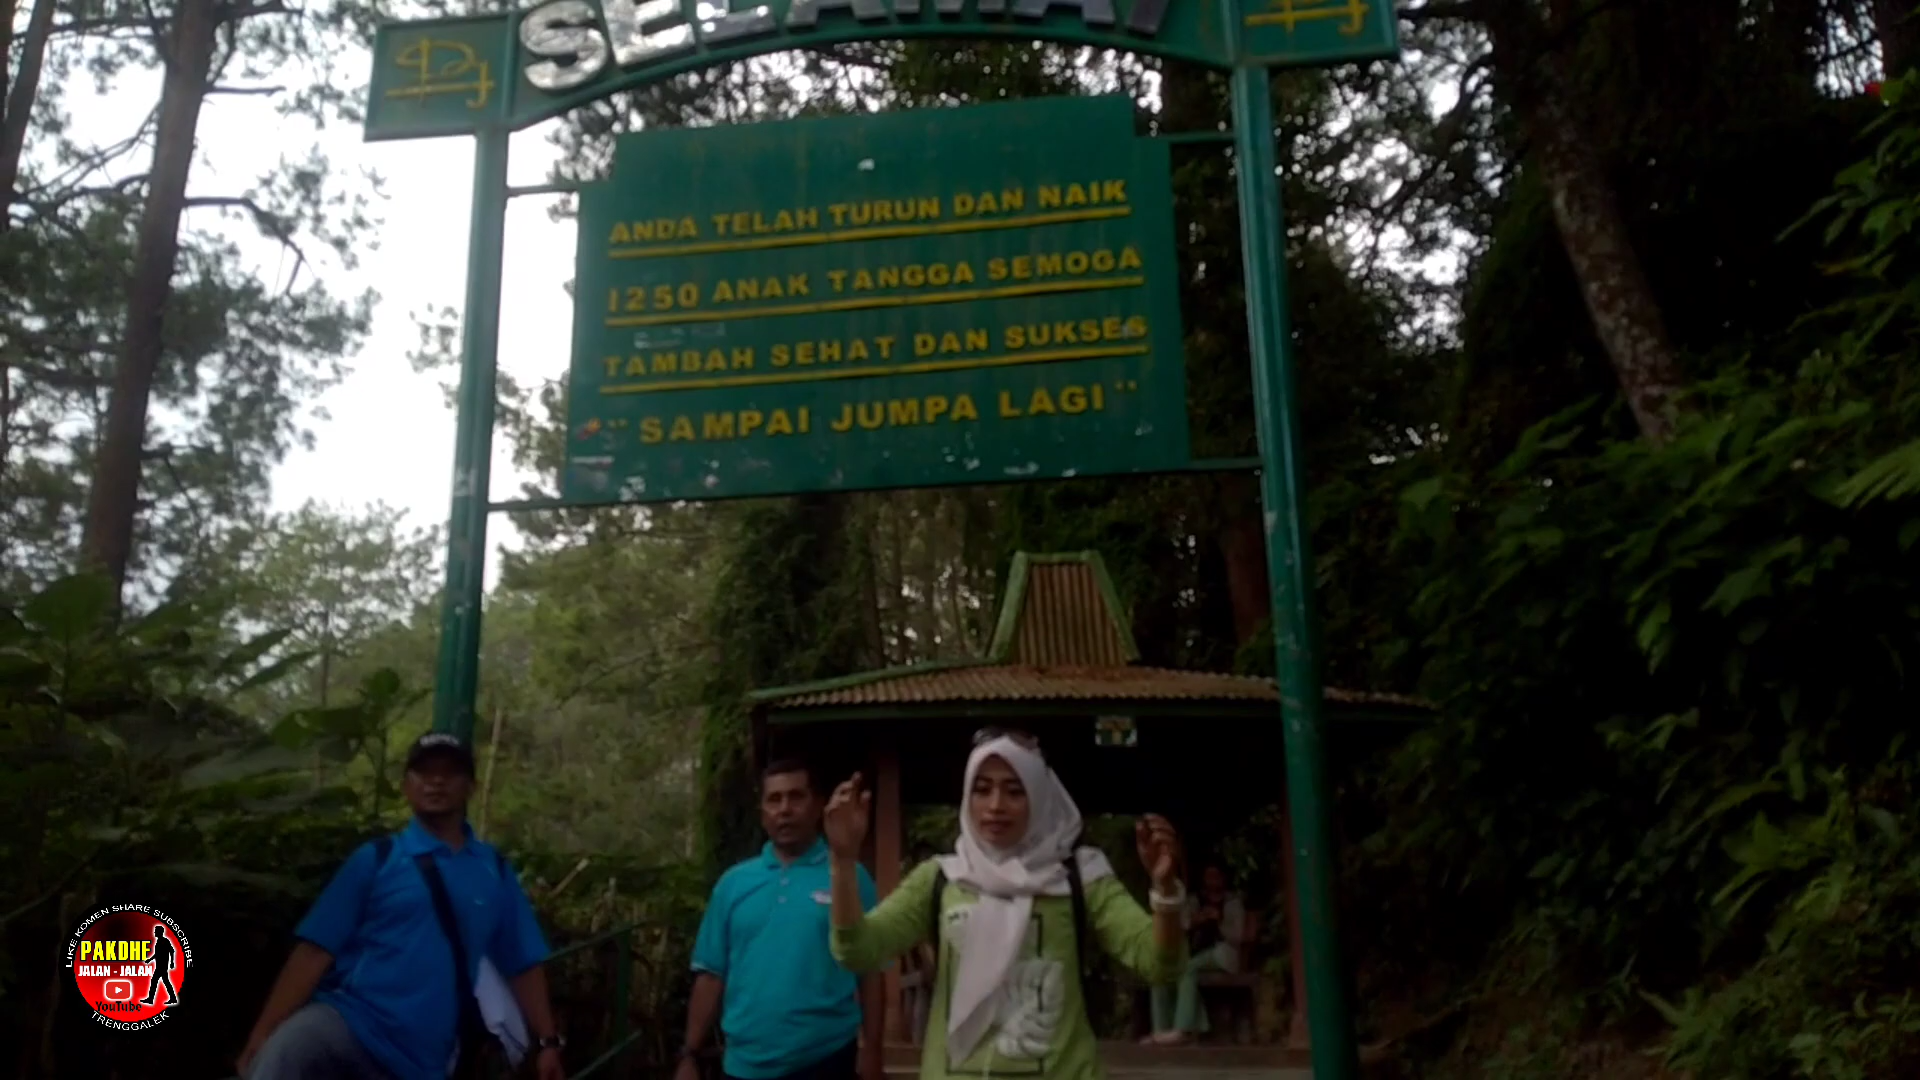 SELAMAT
ANDA TELAH TURUN DAN NAIK
1250 ANAK TANGGA SEMOGA
TAMBAH SEHAT DAN SUKSES
"SAMPAI JUMPA LAGI"
LIKE KOMEN SHARE SUBSCRIBE
PAKDHE
JALAN - JALAN
YouTube
TRENGGALEK